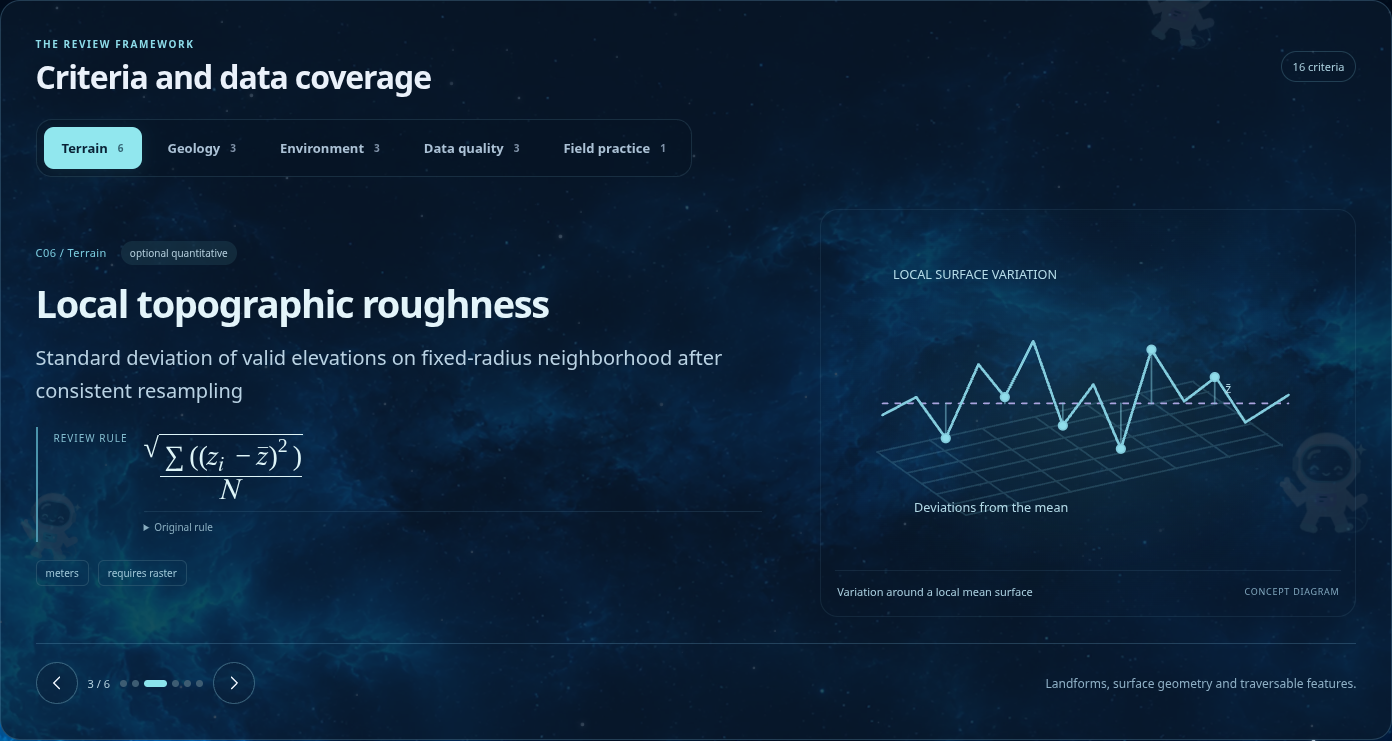 THE REVIEW FRAMEWORK
Criteria and data coverage
16 criteria
Terrain 6 Geology 3 Environment 3 Data quality 3 Field practice 1
C06 / Terrain optional quantitative
Local topographic roughness
Standard deviation of valid elevations on fixed-radius neighborhood after
consistent resampling
REVIEW RULE
√ ∑ ((zᵢ − z̄)² )
N
▶ Original rule
meters requires raster
LOCAL SURFACE VARIATION
z̄
Deviations from the mean
Variation around a local mean surface CONCEPT DIAGRAM
3 / 6
Landforms, surface geometry and traversable features.